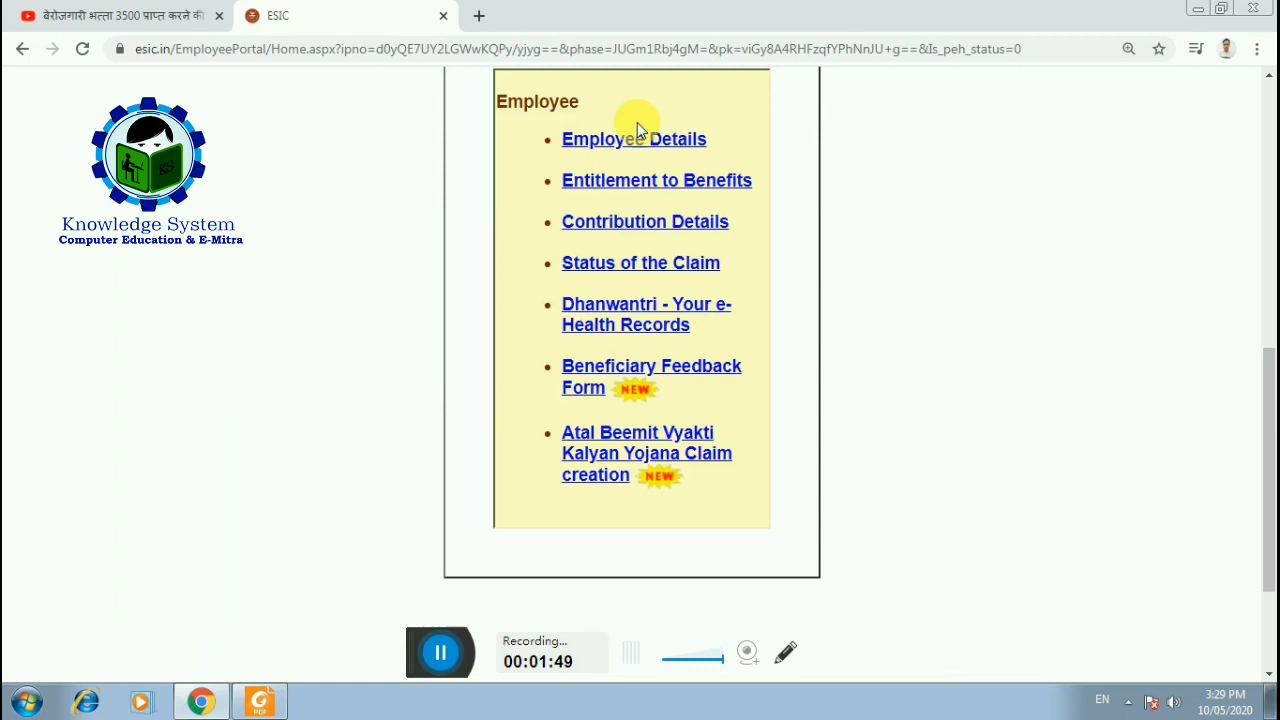 बेरोजगारी भत्ता 3500 प्राप्त करने की
ESIC
esic.in/EmployeePortal/Home.aspx?ipno=d0yQE7UY2LGWwKQPy/yjyg==&phase=JUGm1Rbj4gM=&pk=viGy8A4RHFzqfYPhNnJU+g==&Is_peh_status=0
KS
Knowledge System
Computer Education & E-Mitra
Employee
Employee Details
Entitlement to Benefits
Contribution Details
Status of the Claim
Dhanwantri - Your e-
Health Records
Beneficiary Feedback
Form NEW
Atal Beemit Vyakti
Kalyan Yojana Claim
creation NEW
Recording...
00:01:49
PDF
EN
3:29 PM
10/05/2020